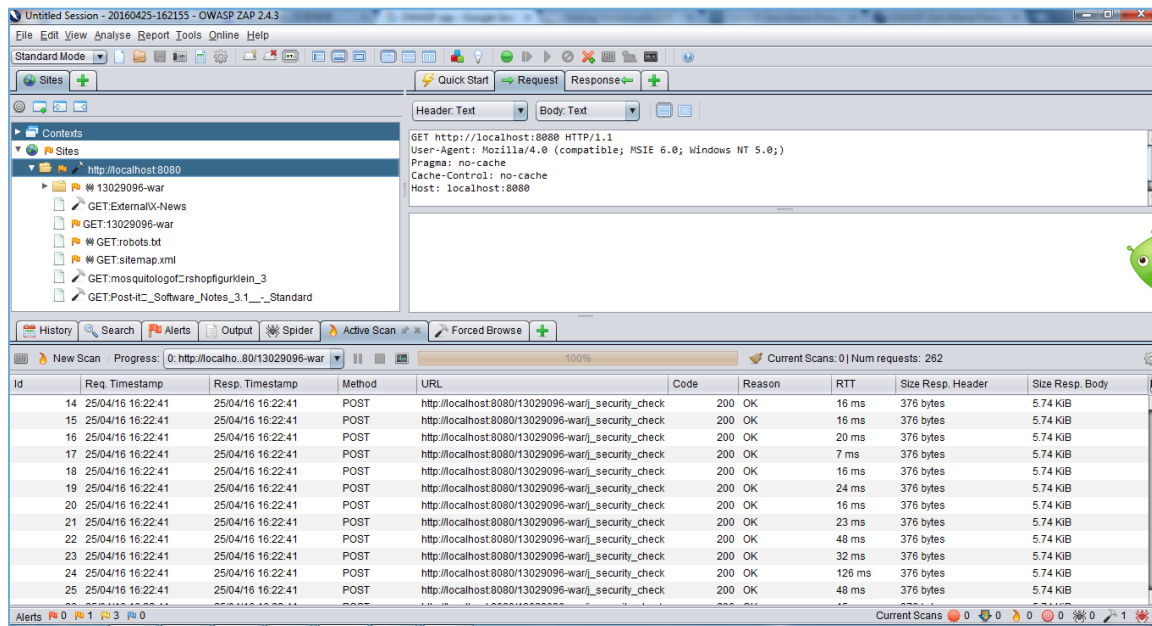 Untitled Session - 20160425-162155 - OWASP ZAP 2.4.3
File Edit View Analyse Report Tools Online Help
Standard Mode
Sites
Quick Start Request Response
Header: Text Body: Text
Contexts
Sites
http://localhost:8080
13029096-war
GET:External\X-News
GET:13029096-war
GET:robots.txt
GET:sitemap.xml
GET:mosquitologof□rshopfigurklein_3
GET:Post-it□_Software_Notes_3.1__-_Standard
GET http://localhost:8080 HTTP/1.1
User-Agent: Mozilla/4.0 (compatible; MSIE 6.0; Windows NT 5.0;)
Pragma: no-cache
Cache-Control: no-cache
Host: localhost:8080
History Search Alerts Output Spider Active Scan Forced Browse
New Scan Progress: 0: http://localho..80/13029096-war 100% Current Scans: 0 Num requests: 262
Id Req. Timestamp Resp. Timestamp Method URL Code Reason RTT Size Resp. Header Size Resp. Body
14 25/04/16 16:22:41 25/04/16 16:22:41 POST http://localhost:8080/13029096-war/j_security_check 200 OK 16 ms 376 bytes 5.74 KiB
15 25/04/16 16:22:41 25/04/16 16:22:41 POST http://localhost:8080/13029096-war/j_security_check 200 OK 16 ms 376 bytes 5.74 KiB
16 25/04/16 16:22:41 25/04/16 16:22:41 POST http://localhost:8080/13029096-war/j_security_check 200 OK 20 ms 376 bytes 5.74 KiB
17 25/04/16 16:22:41 25/04/16 16:22:41 POST http://localhost:8080/13029096-war/j_security_check 200 OK 7 ms 376 bytes 5.74 KiB
18 25/04/16 16:22:41 25/04/16 16:22:41 POST http://localhost:8080/13029096-war/j_security_check 200 OK 16 ms 376 bytes 5.74 KiB
19 25/04/16 16:22:41 25/04/16 16:22:41 POST http://localhost:8080/13029096-war/j_security_check 200 OK 24 ms 376 bytes 5.74 KiB
20 25/04/16 16:22:41 25/04/16 16:22:41 POST http://localhost:8080/13029096-war/j_security_check 200 OK 16 ms 376 bytes 5.74 KiB
21 25/04/16 16:22:41 25/04/16 16:22:41 POST http://localhost:8080/13029096-war/j_security_check 200 OK 23 ms 376 bytes 5.74 KiB
22 25/04/16 16:22:41 25/04/16 16:22:41 POST http://localhost:8080/13029096-war/j_security_check 200 OK 48 ms 376 bytes 5.74 KiB
23 25/04/16 16:22:41 25/04/16 16:22:41 POST http://localhost:8080/13029096-war/j_security_check 200 OK 32 ms 376 bytes 5.74 KiB
24 25/04/16 16:22:41 25/04/16 16:22:41 POST http://localhost:8080/13029096-war/j_security_check 200 OK 126 ms 376 bytes 5.74 KiB
25 25/04/16 16:22:41 25/04/16 16:22:41 POST http://localhost:8080/13029096-war/j_security_check 200 OK 48 ms 376 bytes 5.74 KiB
Alerts 0 1 3 0 Current Scans 0 0 0 0 0 1